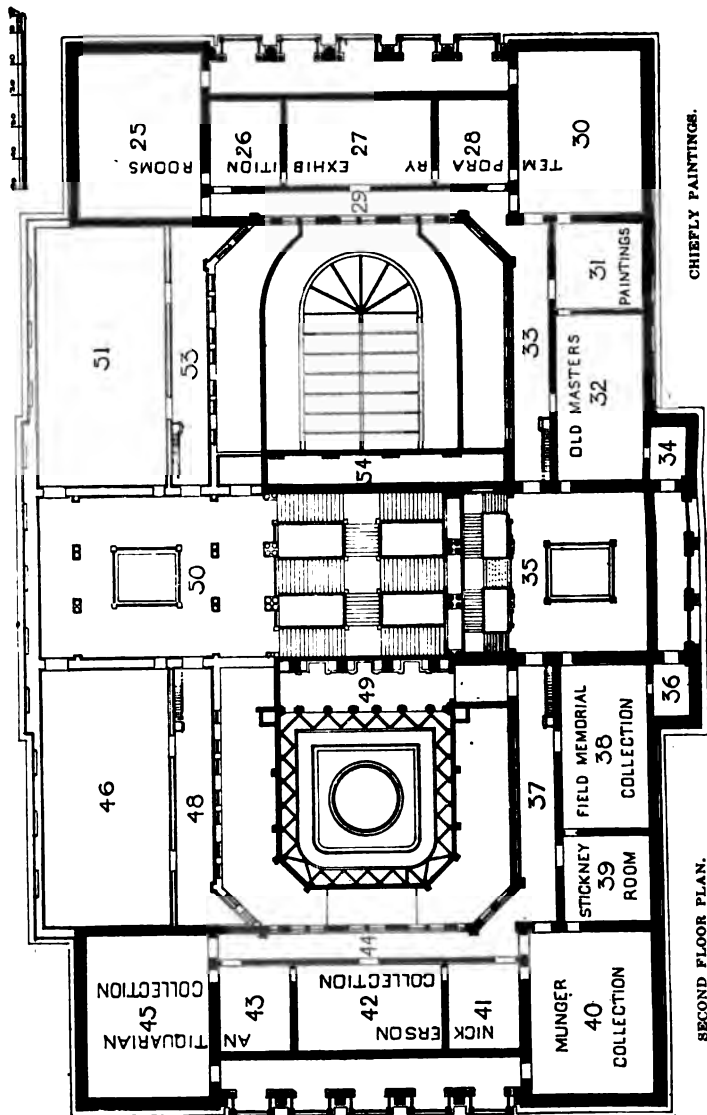 TEMPORARY EXHIBITION ROOMS
25
26
27
28
29
30
31
PAINTINGS
OLD MASTERS
32
33
34
51
53
54
50
35
36
46
48
49
37
FIELD MEMORIAL
38
COLLECTION
STICKNEY
39
ROOM
44
ANTIQUARIAN
COLLECTION
45
43
NICKERSON
COLLECTION
42
41
MUNGER
40
COLLECTION
SECOND FLOOR PLAN.
CHIEFLY PAINTINGS.